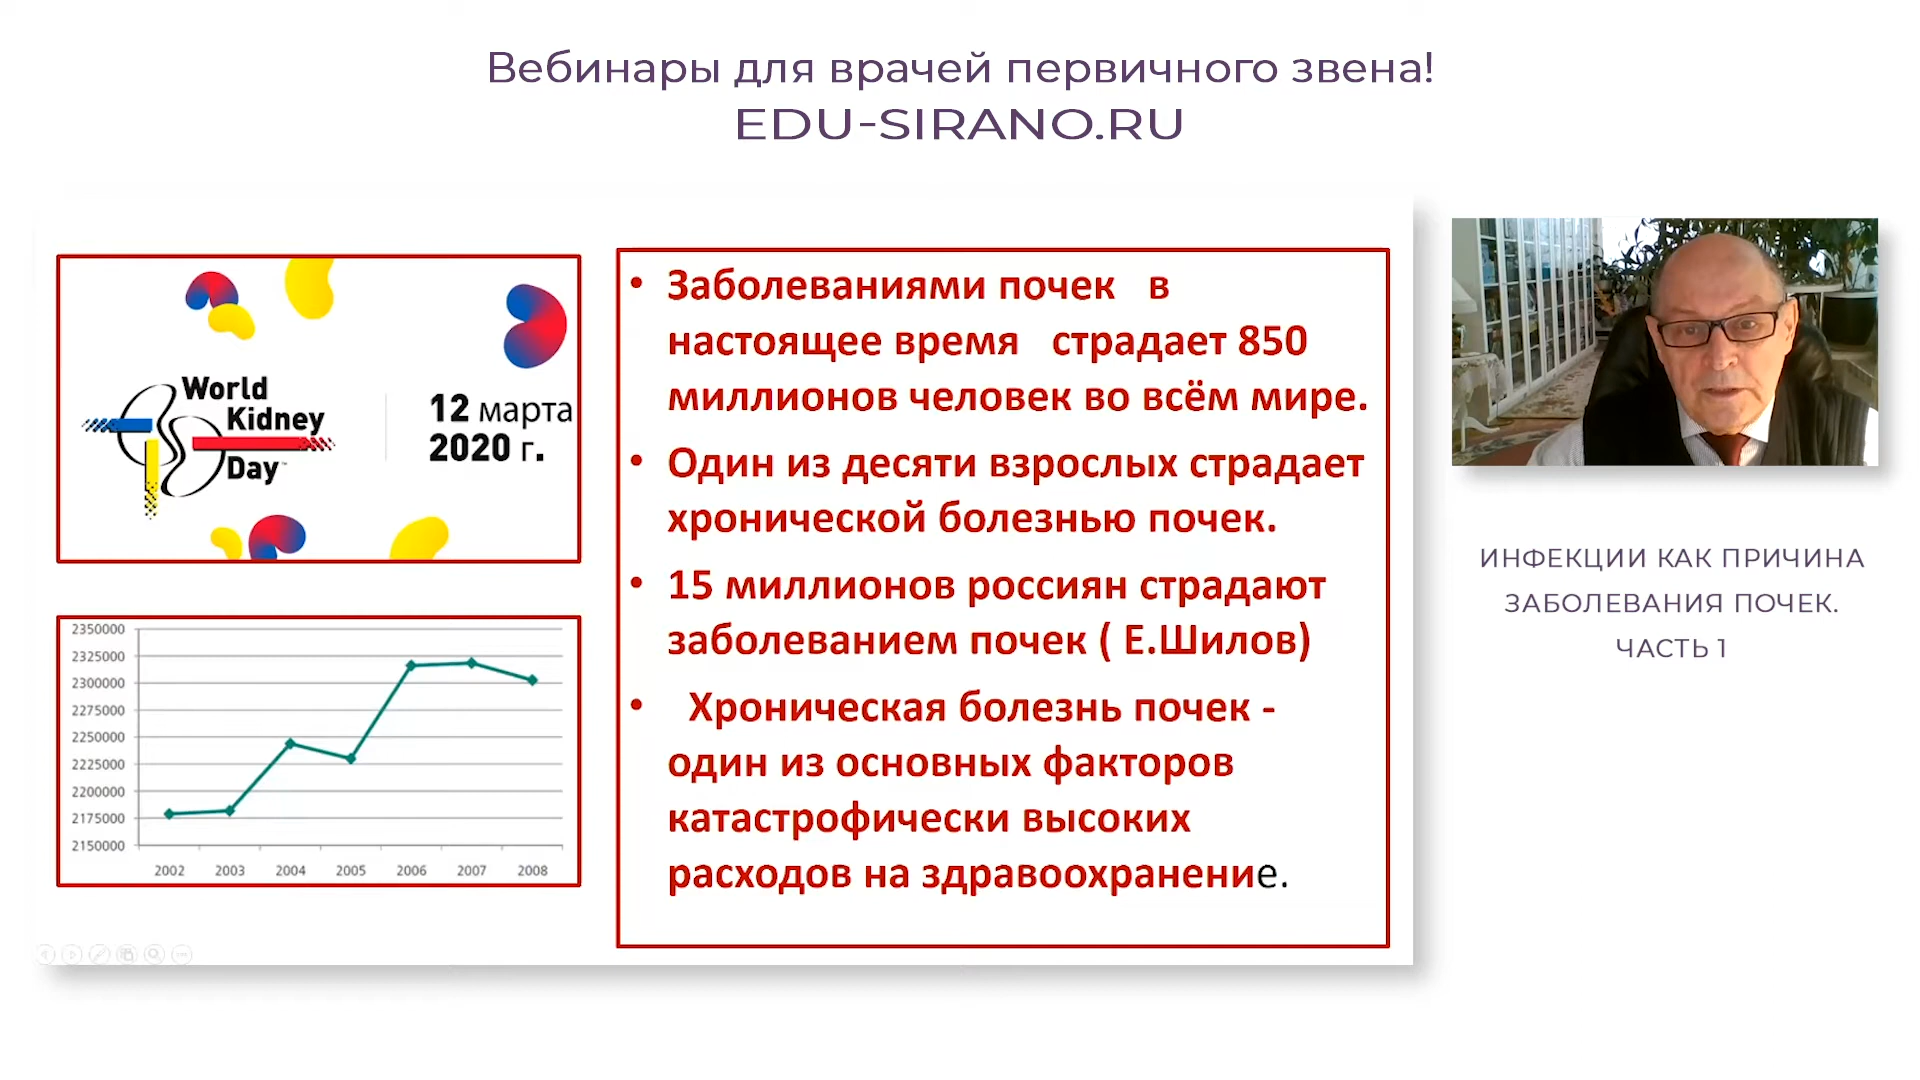 Вебинары для врачей первичного звена!
EDU-SIRANO.RU
World
Kidney
Day
12 марта
2020 г.
2350000
2325000
2300000
2275000
2250000
2225000
2200000
2175000
2150000
2002 2003 2004 2005 2006 2007 2008
• Заболеваниями почек в
настоящее время страдает 850
миллионов человек во всём мире.
• Один из десяти взрослых страдает
хронической болезнью почек.
• 15 миллионов россиян страдают
заболеванием почек ( Е.Шилов)
• Хроническая болезнь почек -
один из основных факторов
катастрофически высоких
расходов на здравоохранение.
ИНФЕКЦИИ КАК ПРИЧИНА
ЗАБОЛЕВАНИЯ ПОЧЕК.
ЧАСТЬ 1